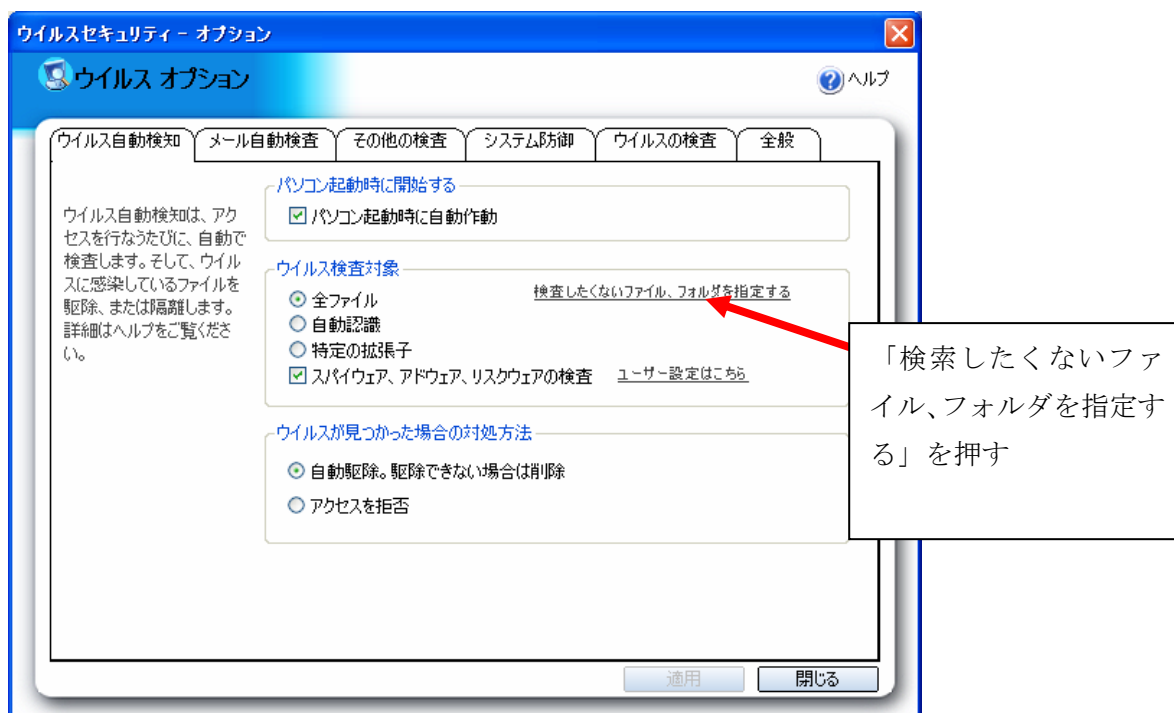 ウイルスセキュリティ - オプション
ウイルス オプション
ヘルプ
ウイルス自動検知
メール自動検査
その他の検査
システム防御
ウイルスの検査
全般
ウイルス自動検知は、アク
セスを行なうたびに、自動で
検査します。そして、ウイル
スに感染しているファイルを
駆除、または隔離します。
詳細はヘルプをご覧くださ
い。
パソコン起動時に開始する
パソコン起動時に自動作動
ウイルス検査対象
全ファイル
検査したくないファイル、フォルダを指定する
自動認識
特定の拡張子
スパイウェア、アドウェア、リスクウェアの検査
ユーザー設定はこちら
ウイルスが見つかった場合の対処方法
自動駆除。駆除できない場合は削除
アクセスを拒否
適用
閉じる
「検索したくないファ
イル、フォルダを指定す
る」を押す